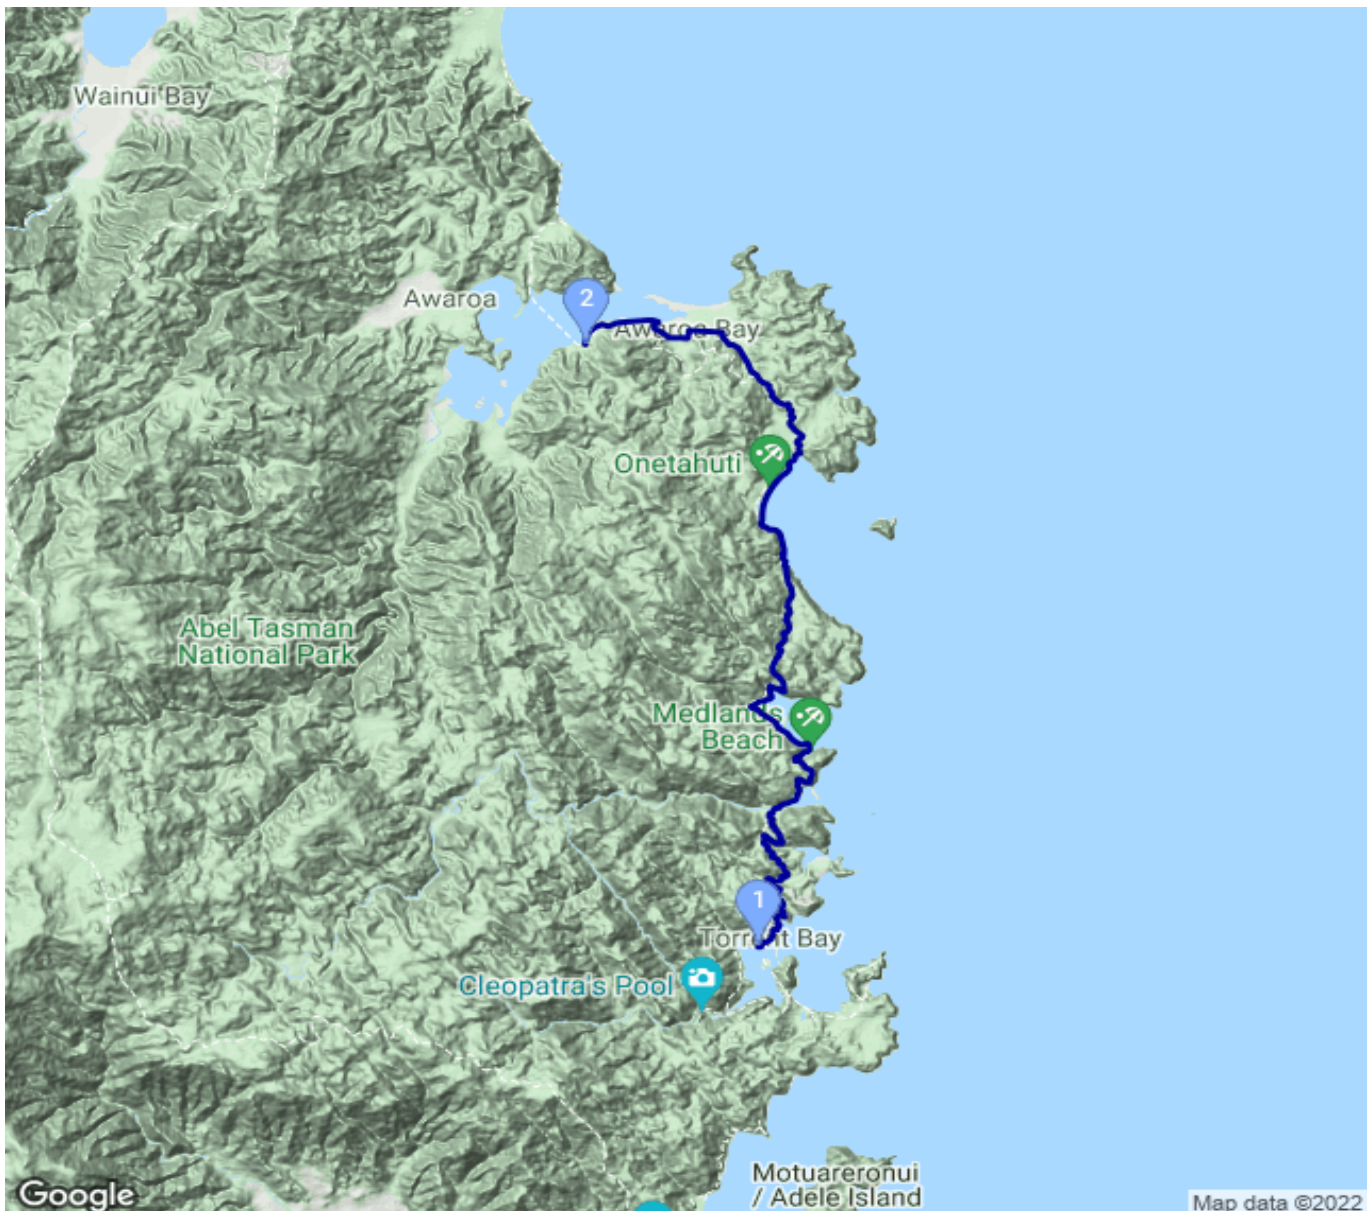 Wainui Bay
Awaroa
2
Awaroa Bay
Onetahuti
Abel Tasman
National Park
Medlands
Beach
1
Torrent Bay
Cleopatra's Pool
Motuareronui
/ Adele Island
Google
Map data ©2022